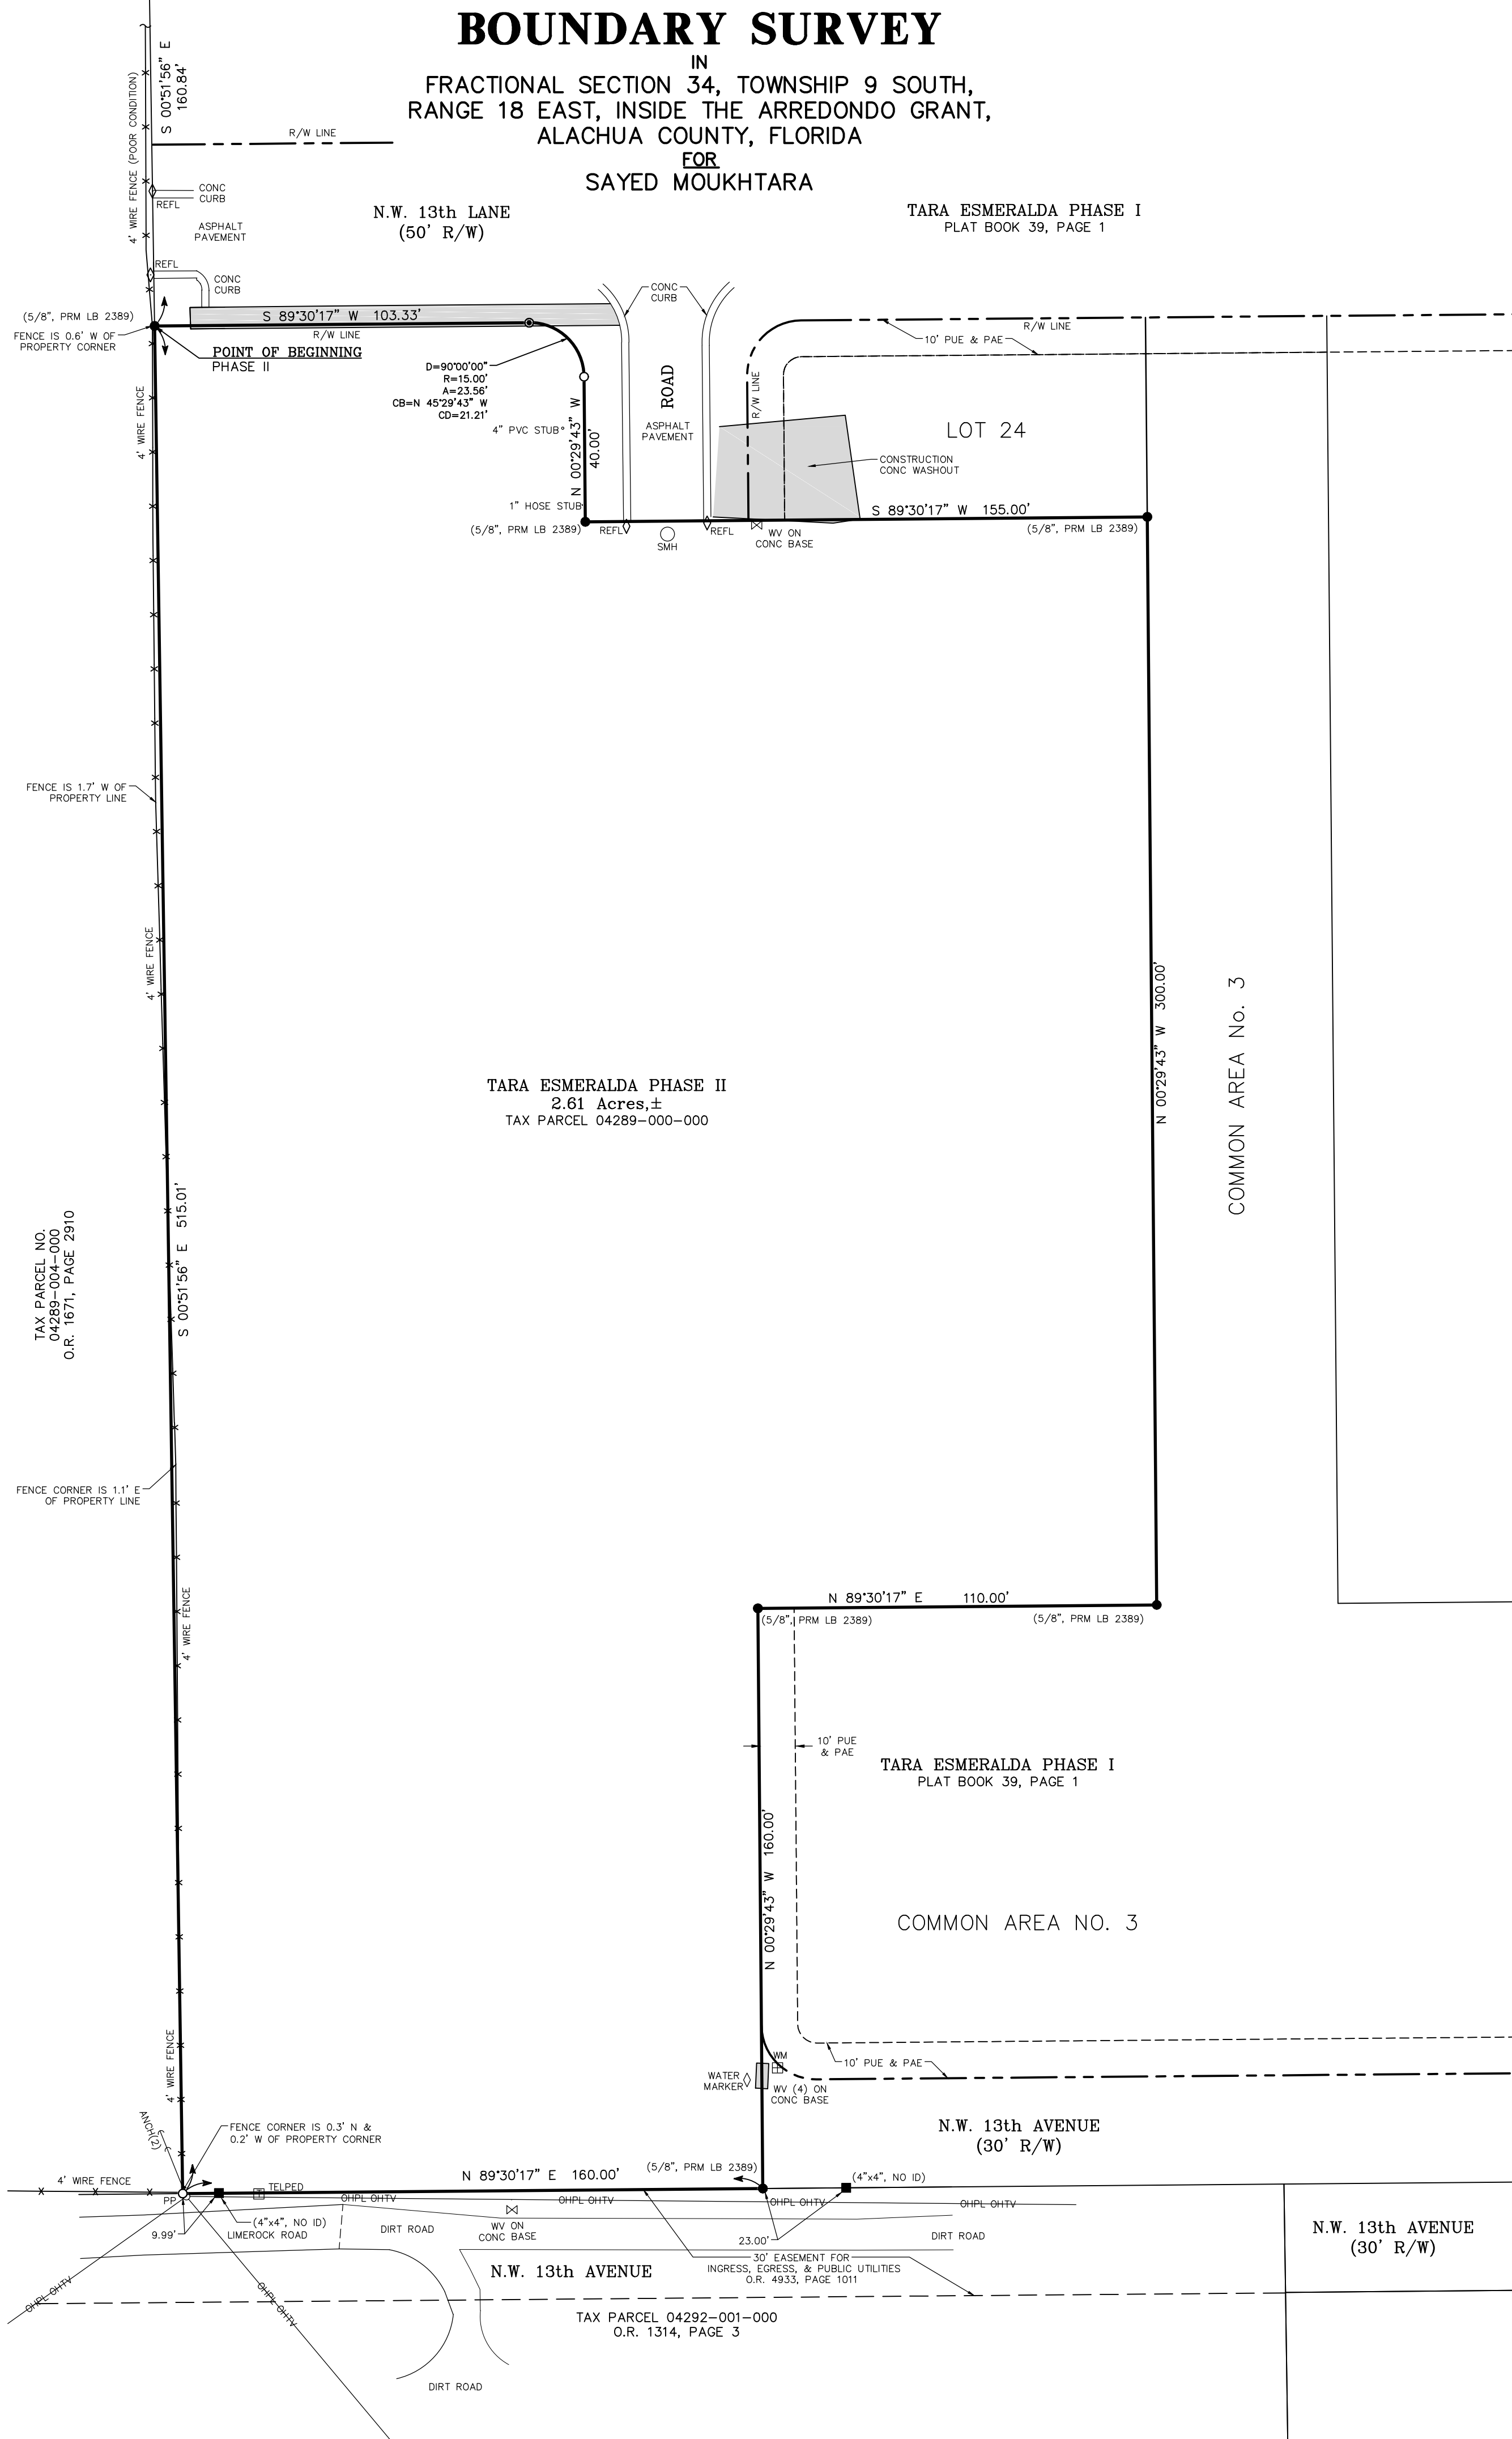 BOUNDARY SURVEY
IN
FRACTIONAL SECTION 34, TOWNSHIP 9 SOUTH,
RANGE 18 EAST, INSIDE THE ARREDONDO GRANT,
ALACHUA COUNTY, FLORIDA
FOR
SAYED MOUKHTARA
S 00°51'56" E
160.84'
4' WIRE FENCE (POOR CONDITION)
R/W LINE
CONC
CURB
REFL
ASPHALT
PAVEMENT
N.W. 13th LANE
(50' R/W)
TARA ESMERALDA PHASE I
PLAT BOOK 39, PAGE 1
REFL
CONC
CURB
CONC
CURB
(5/8", PRM LB 2389)
FENCE IS 0.6' W OF
PROPERTY CORNER
S 89°30'17" W 103.33'
R/W LINE
POINT OF BEGINNING
PHASE II
R/W LINE
10' PUE & PAE
D=90°00'00"
R=15.00'
A=23.56'
CB=N 45°29'43" W
CD=21.21'
ROAD
R/W LINE
4' WIRE FENCE
4" PVC STUB
N 00°29'43" W
40.00'
ASPHALT
PAVEMENT
LOT 24
CONSTRUCTION
CONC WASHOUT
1" HOSE STUB
(5/8", PRM LB 2389)
REFL
SMH
REFL
WV ON
CONC BASE
S 89°30'17" W 155.00'
(5/8", PRM LB 2389)
FENCE IS 1.7' W OF
PROPERTY LINE
4' WIRE FENCE
N 00°29'43" W 300.00'
COMMON AREA No. 3
TARA ESMERALDA PHASE II
2.61 Acres,±
TAX PARCEL 04289-000-000
TAX PARCEL NO.
04289-004-000
O.R. 1671, PAGE 2910
S 00°51'56" E 515.01'
FENCE CORNER IS 1.1' E
OF PROPERTY LINE
4' WIRE FENCE
N 89°30'17" E 110.00'
(5/8", PRM LB 2389)
(5/8", PRM LB 2389)
10' PUE
& PAE
TARA ESMERALDA PHASE I
PLAT BOOK 39, PAGE 1
N 00°29'43" W 160.00'
COMMON AREA NO. 3
4' WIRE FENCE
WM
WATER
MARKER
WV (4) ON
CONC BASE
10' PUE & PAE
N.W. 13th AVENUE
(30' R/W)
ANCH(2)
FENCE CORNER IS 0.3' N &
0.2' W OF PROPERTY CORNER
4' WIRE FENCE
PP
TELPED
N 89°30'17" E 160.00'
(5/8", PRM LB 2389)
(4"x4", NO ID)
OHPL OHTV
OHPL OHTV
OHPL OHTV
OHPL OHTV
9.99'
(4"x4", NO ID)
LIMEROCK ROAD
DIRT ROAD
WV ON
CONC BASE
23.00'
DIRT ROAD
N.W. 13th AVENUE
(30' R/W)
30' EASEMENT FOR
INGRESS, EGRESS, & PUBLIC UTILITIES
O.R. 4933, PAGE 1011
N.W. 13th AVENUE
OHPL OHTV
OHPL OHTV
TAX PARCEL 04292-001-000
O.R. 1314, PAGE 3
DIRT ROAD